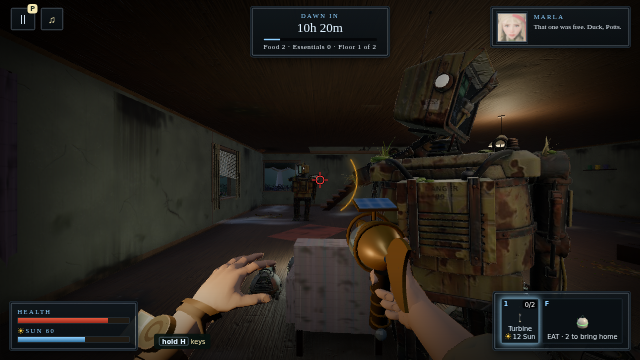 P
DAWN IN
10h 20m
Food 2 · Essentials 0 · Floor 1 of 2
MARLA
That one was free. Duck, Potts.
HEALTH
SUN 60
hold H keys
1 0/2
Turbine
12 Sun
F
EAT · 2 to bring home